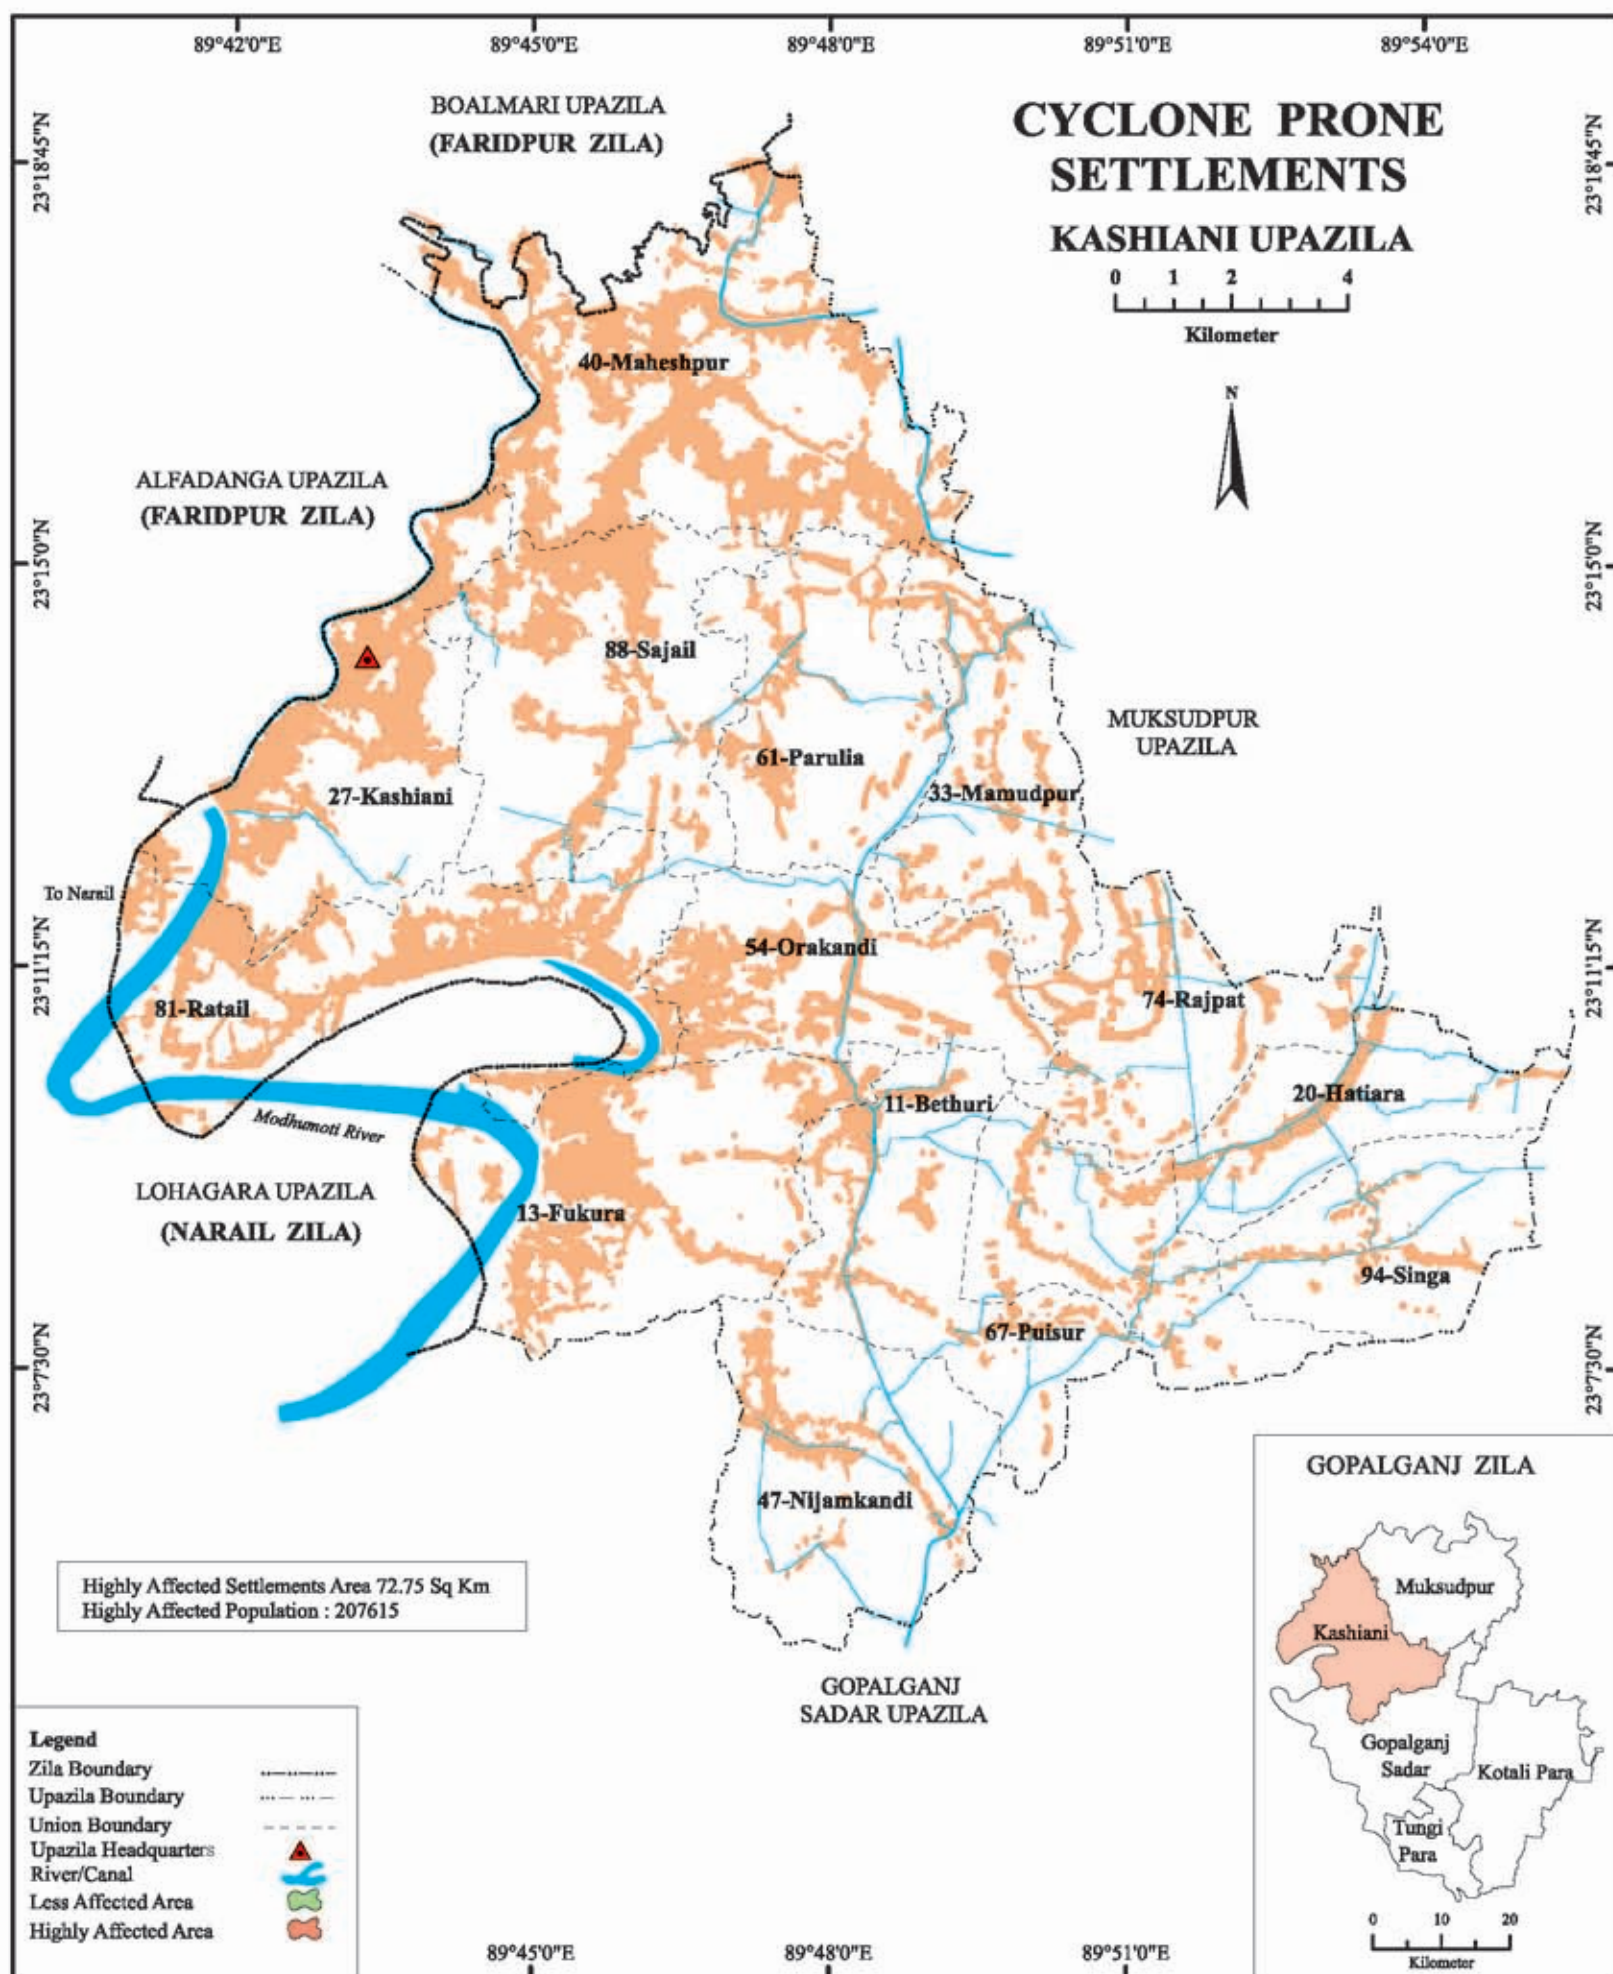 89°42'0"E
89°45'0"E
89°48'0"E
89°51'0"E
89°54'0"E
BOALMARI UPAZILA
(FARIDPUR ZILA)
CYCLONE PRONE
SETTLEMENTS
KASHIANI UPAZILA
0 1 2 4
Kilometer
N
23°18'45"N
23°18'45"N
40-Maheshpur
ALFADANGA UPAZILA
(FARIDPUR ZILA)
23°15'0"N
23°15'0"N
88-Sajail
MUKSUDPUR
UPAZILA
61-Parulia
27-Kashiani
33-Mamudpur
To Narail
23°11'15"N
23°11'15"N
54-Orakandi
81-Ratail
74-Rajpat
20-Hatiara
11-Bethuri
Modhumoti River
LOHAGARA UPAZILA
(NARAIL ZILA)
13-Fukura
94-Singa
67-Puisur
23°7'30"N
23°7'30"N
47-Nijamkandi
Highly Affected Settlements Area 72.75 Sq Km
Highly Affected Population : 207615
GOPALGANJ
SADAR UPAZILA
GOPALGANJ ZILA
Muksudpur
Kashiani
Gopalganj
Sadar
Kotali Para
Tungi
Para
0 10 20
Kilometer
Legend
Zila Boundary
Upazila Boundary
Union Boundary
Upazila Headquarters
River/Canal
Less Affected Area
Highly Affected Area
89°45'0"E
89°48'0"E
89°51'0"E